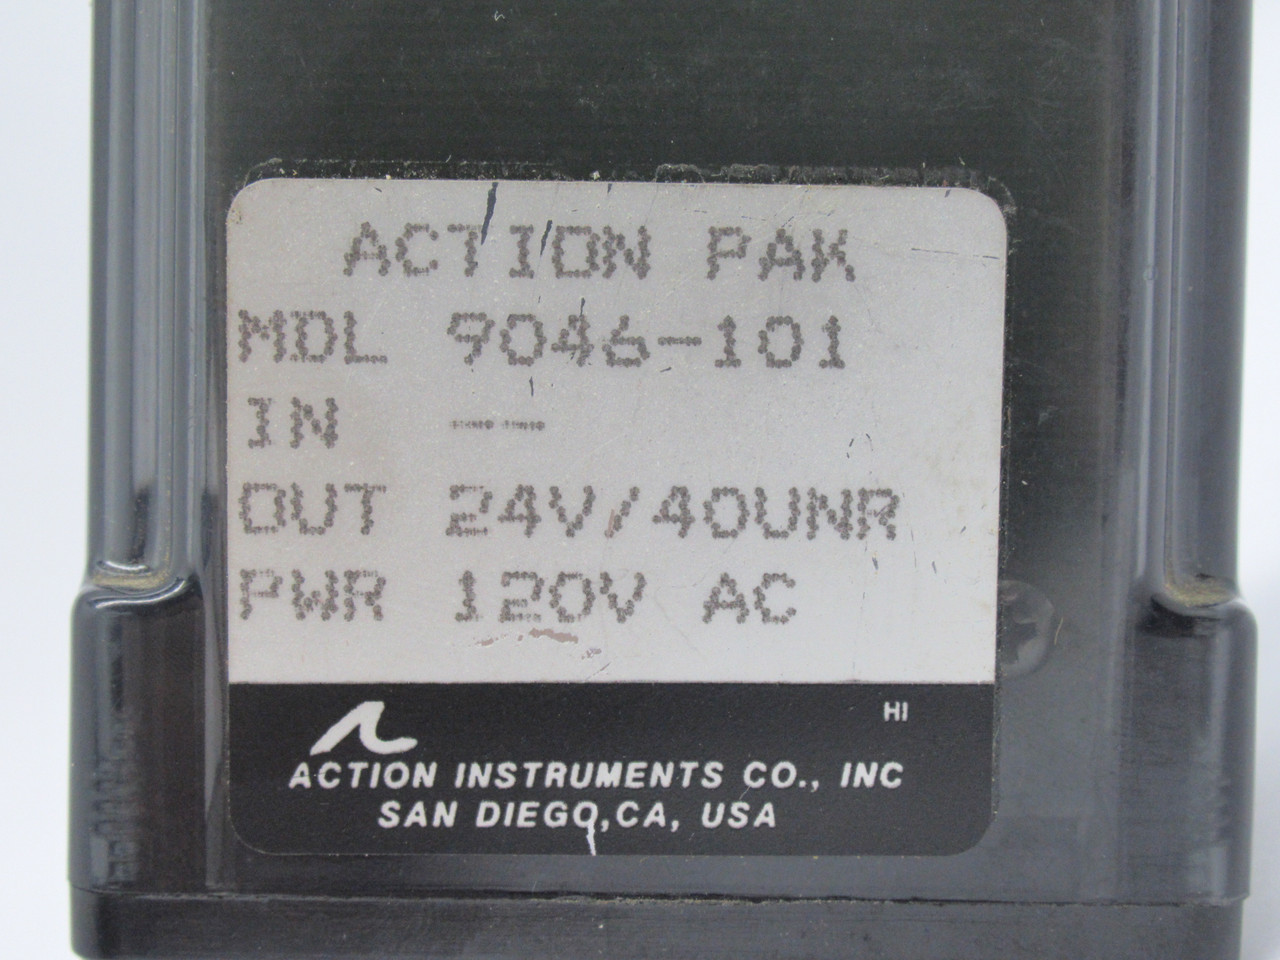 ACTION PAK
MDL 9046-101
IN --
OUT 24V/40UNR
PWR 120V AC
HI
ACTION INSTRUMENTS CO., INC
SAN DIEGO, CA, USA